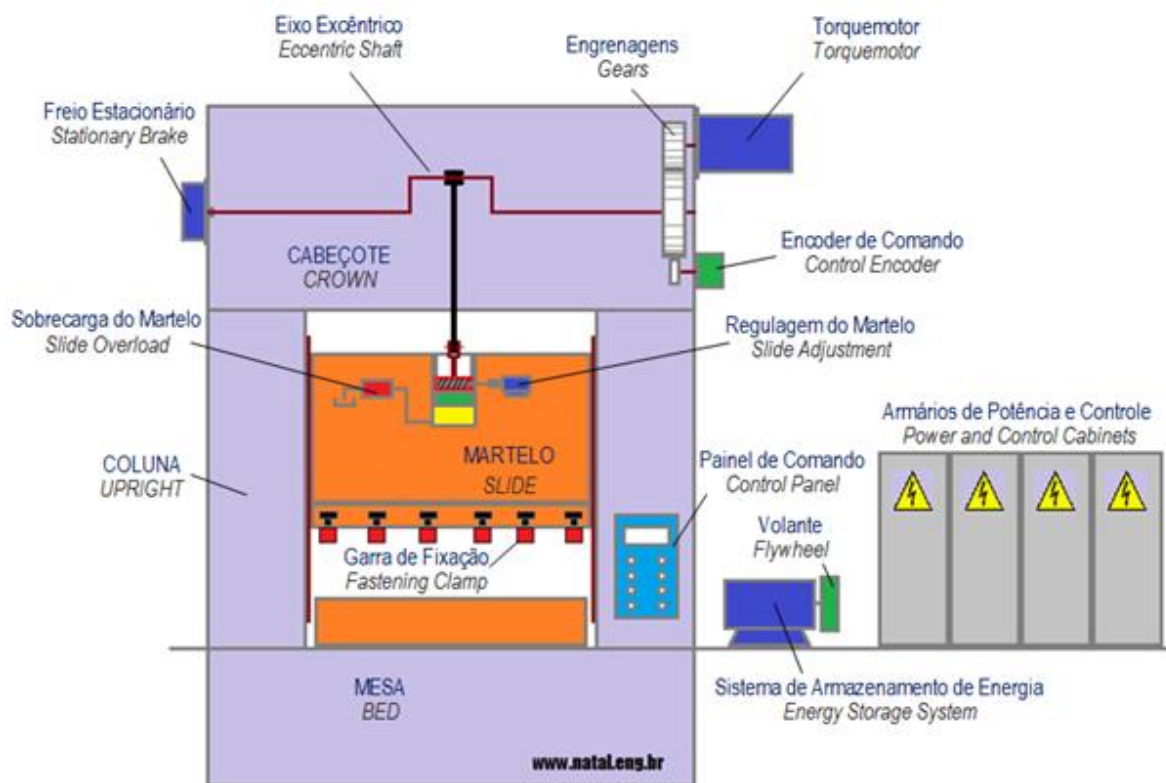 Eixo Excêntrico
Eccentric Shaft
Engrenagens
Gears
Torquemotor
Torquemotor
Freio Estacionário
Stationary Brake
CABEÇOTE
CROWN
Encoder de Comando
Control Encoder
Sobrecarga do Martelo
Slide Overload
Regulagem do Martelo
Slide Adjustment
Armários de Potência e Controle
Power and Control Cabinets
COLUNA
UPRIGHT
MARTELO
SLIDE
Painel de Comando
Control Panel
Volante
Flywheel
Garra de Fixação
Fastening Clamp
MESA
BED
Sistema de Armazenamento de Energia
Energy Storage System
www.natal.eng.br